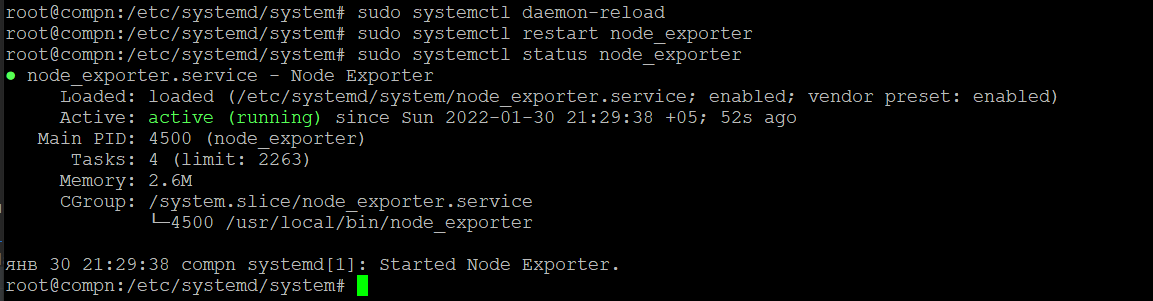 root@compn:/etc/systemd/system# sudo systemctl daemon-reload
root@compn:/etc/systemd/system# sudo systemctl restart node_exporter
root@compn:/etc/systemd/system# sudo systemctl status node_exporter
● node_exporter.service - Node Exporter
     Loaded: loaded (/etc/systemd/system/node_exporter.service; enabled; vendor preset: enabled)
     Active: active (running) since Sun 2022-01-30 21:29:38 +05; 52s ago
   Main PID: 4500 (node_exporter)
      Tasks: 4 (limit: 2263)
     Memory: 2.6M
     CGroup: /system.slice/node_exporter.service
             └─4500 /usr/local/bin/node_exporter

янв 30 21:29:38 compn systemd[1]: Started Node Exporter.
root@compn:/etc/systemd/system#